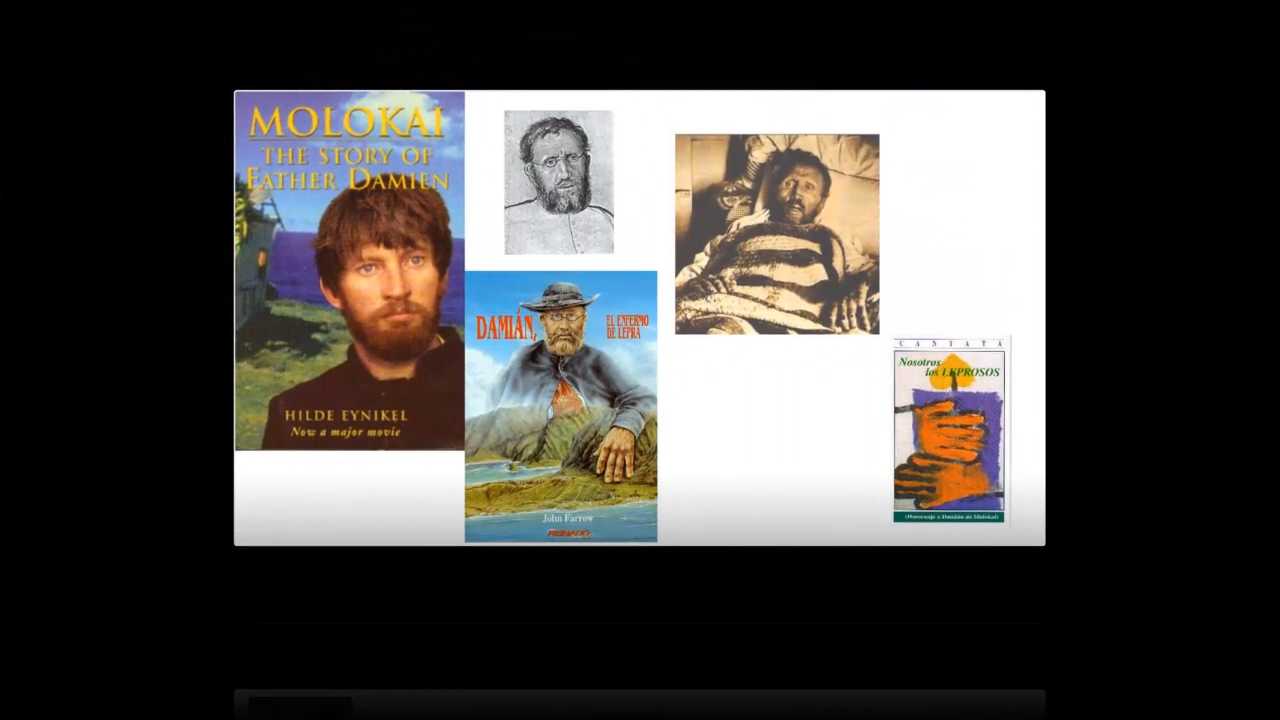 MOLOKAI
THE STORY OF
FATHER DAMIEN
HILDE EYNIKEL
Now a major movie
DAMIÁN,
EL ENFERMO
DE LEPRA
John Farrow
CANTATA
Nosotros
los LEPROSOS
(Homenaje a Damián de Molokai)